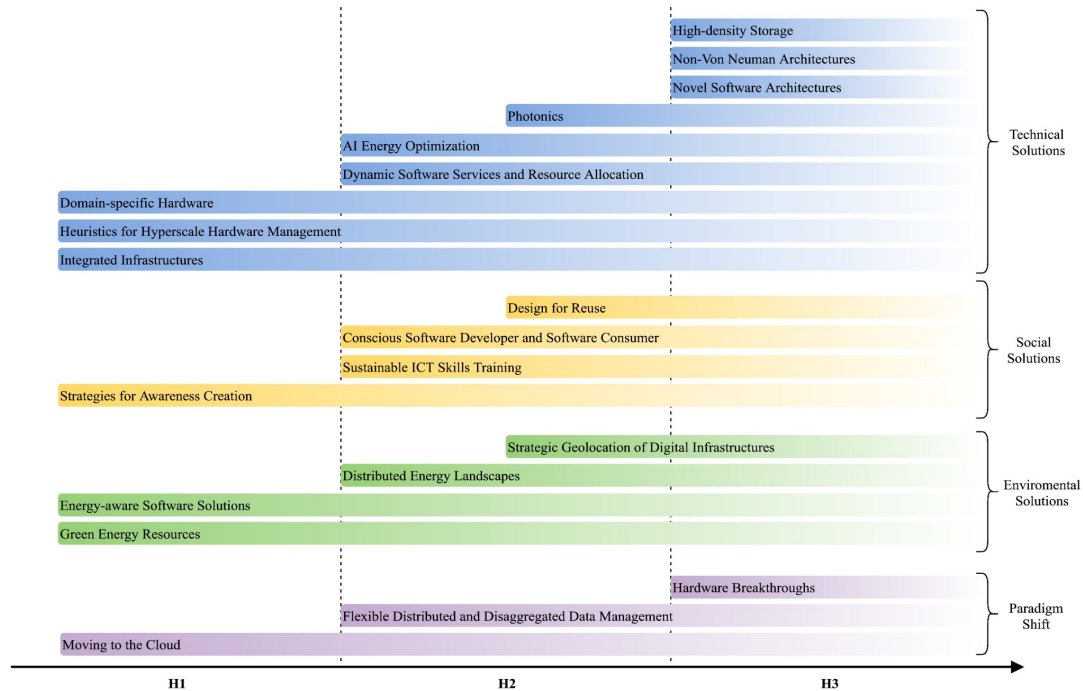 High-density Storage
Non-Von Neuman Architectures
Novel Software Architectures
Photonics
AI Energy Optimization
Dynamic Software Services and Resource Allocation
Domain-specific Hardware
Heuristics for Hyperscale Hardware Management
Integrated Infrastructures
Technical
Solutions
Design for Reuse
Conscious Software Developer and Software Consumer
Sustainable ICT Skills Training
Strategies for Awareness Creation
Social
Solutions
Strategic Geolocation of Digital Infrastructures
Distributed Energy Landscapes
Energy-aware Software Solutions
Green Energy Resources
Enviromental
Solutions
Hardware Breakthroughs
Flexible Distributed and Disaggregated Data Management
Moving to the Cloud
Paradigm
Shift
H1
H2
H3